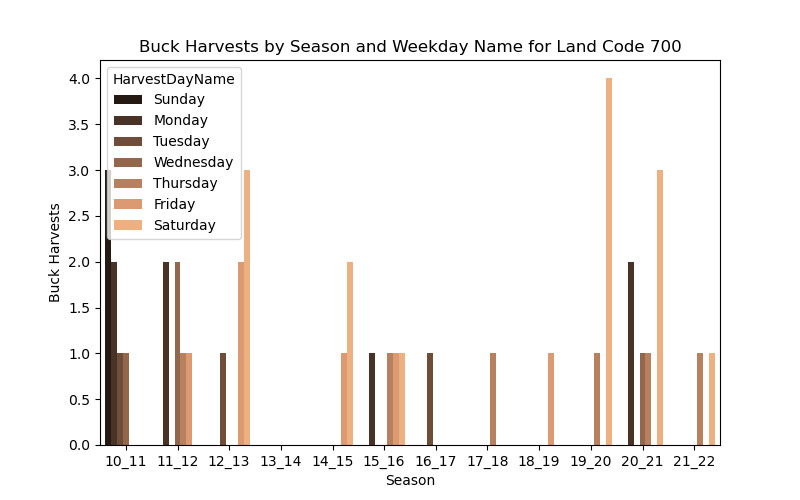 Buck Harvests by Season and Weekday Name for Land Code 700
HarvestDayName
Sunday
Monday
Tuesday
Wednesday
Thursday
Friday
Saturday
4.0
3.5
3.0
2.5
2.0
1.5
1.0
0.5
0.0
Buck Harvests
10_11 11_12 12_13 13_14 14_15 15_16 16_17 17_18 18_19 19_20 20_21 21_22
Season